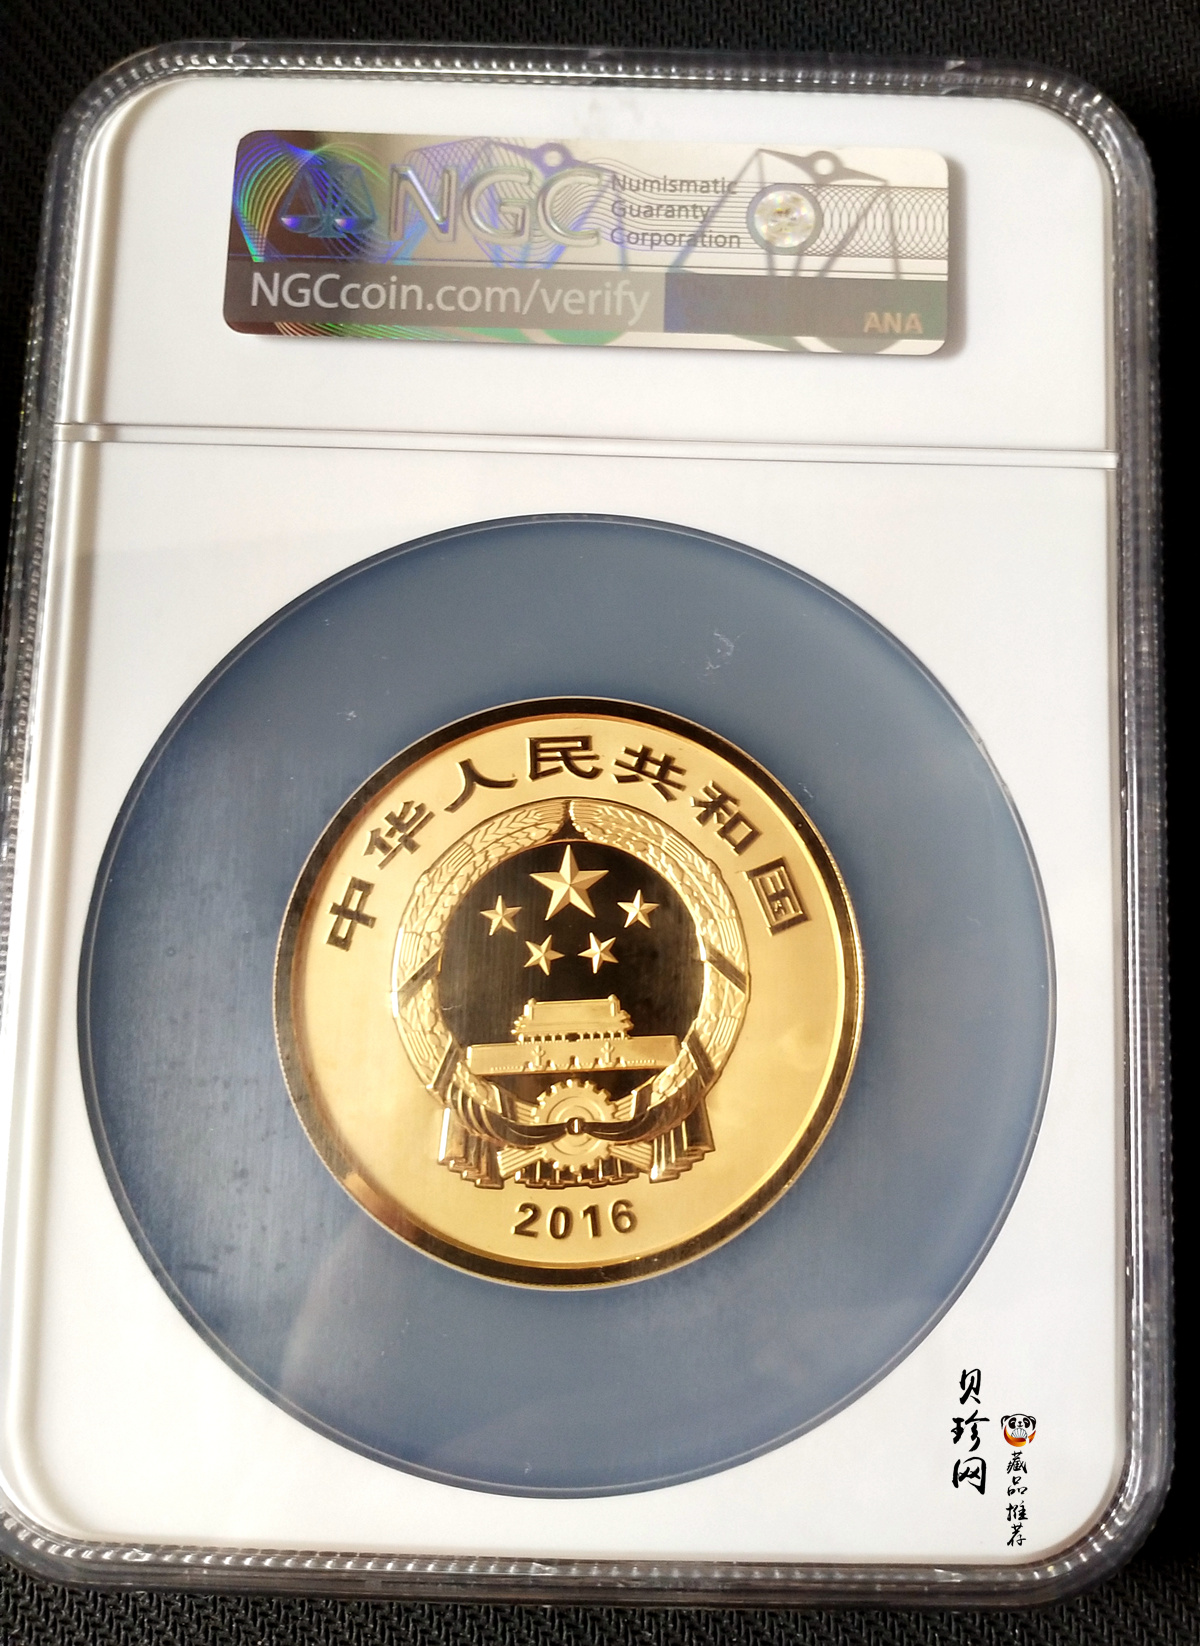 NGC
Numismatic
Guaranty
Corporation
NGCcoin.com/verify
ANA
中华人民共和国
2016
贝珍网
藏品推荐